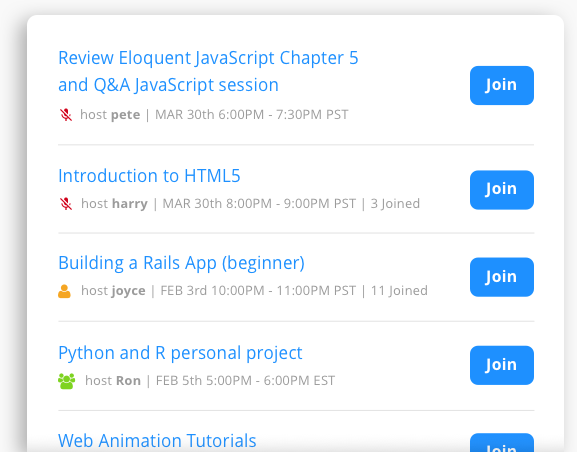 Review Eloquent JavaScript Chapter 5
and Q&A JavaScript session
Join
host pete | MAR 30th 6:00PM - 7:30PM PST
Introduction to HTML5
Join
host harry | MAR 30th 8:00PM - 9:00PM PST | 3 Joined
Building a Rails App (beginner)
Join
host joyce | FEB 3rd 10:00PM - 11:00PM PST | 11 Joined
Python and R personal project
Join
host Ron | FEB 5th 5:00PM - 6:00PM EST
Web Animation Tutorials
Join